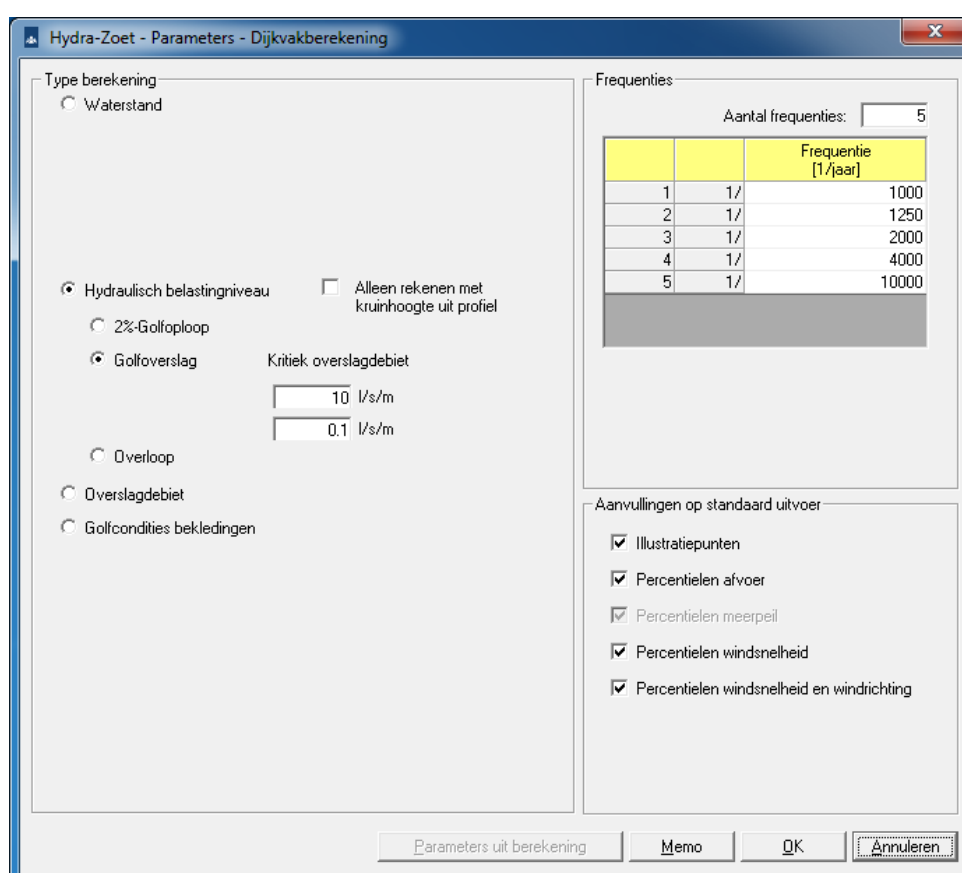 Hydra-Zoet - Parameters - Dijkvakberekening
x
Type berekening
Waterstand
Hydraulisch belastingniveau
Alleen rekenen met
kruinhoogte uit profiel
2%-Golfoploop
Golfoverslag
Kritiek overslagdebiet
10 l/s/m
0.1 l/s/m
Overloop
Overslagdebiet
Golfcondities bekledingen
Frequenties
Aantal frequenties: 5
Frequentie
[1/jaar]
1 1/ 1000
2 1/ 1250
3 1/ 2000
4 1/ 4000
5 1/ 10000
Aanvullingen op standaard uitvoer
Illustratiepunten
Percentielen afvoer
Percentielen meerpeil
Percentielen windsnelheid
Percentielen windsnelheid en windrichting
Parameters uit berekening
Memo
OK
Annuleren